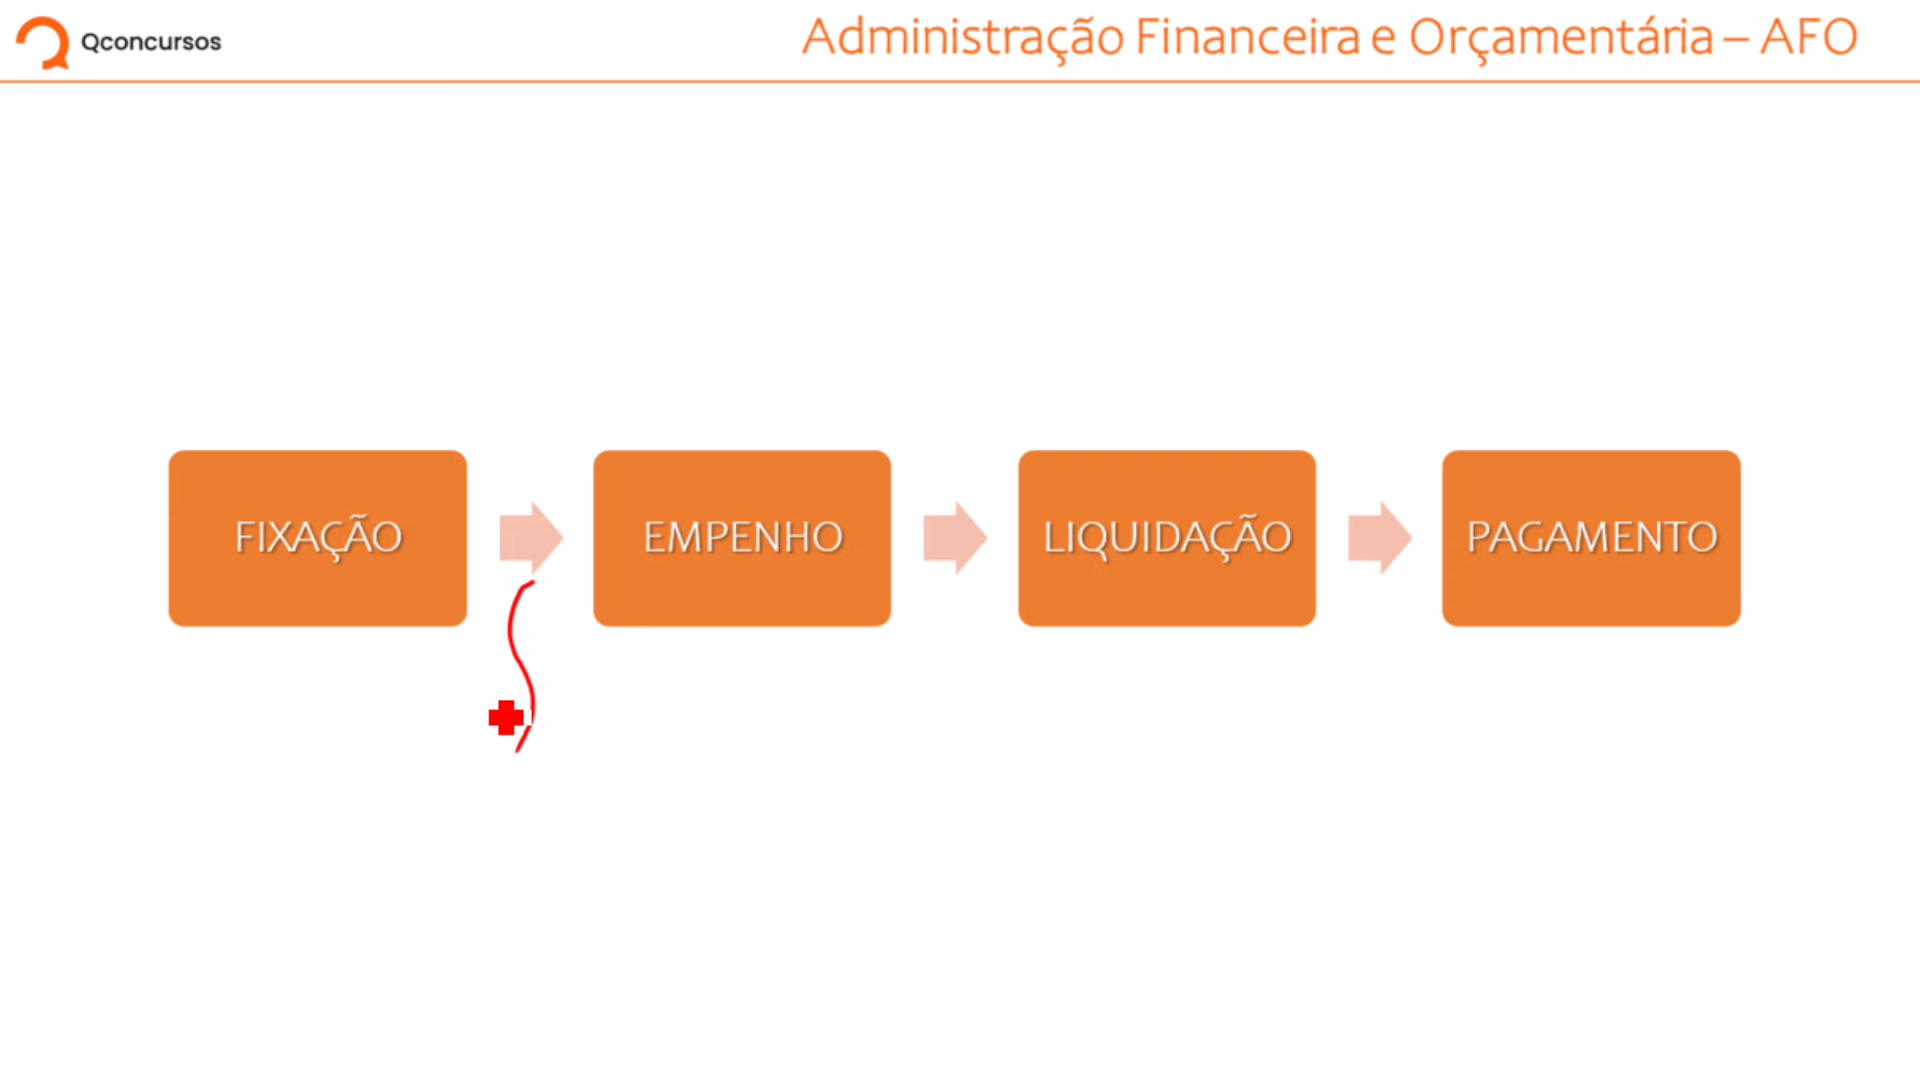 Qconcursos
Administração Financeira e Orçamentária – AFO
FIXAÇÃO
EMPENHO
LIQUIDAÇÃO
PAGAMENTO